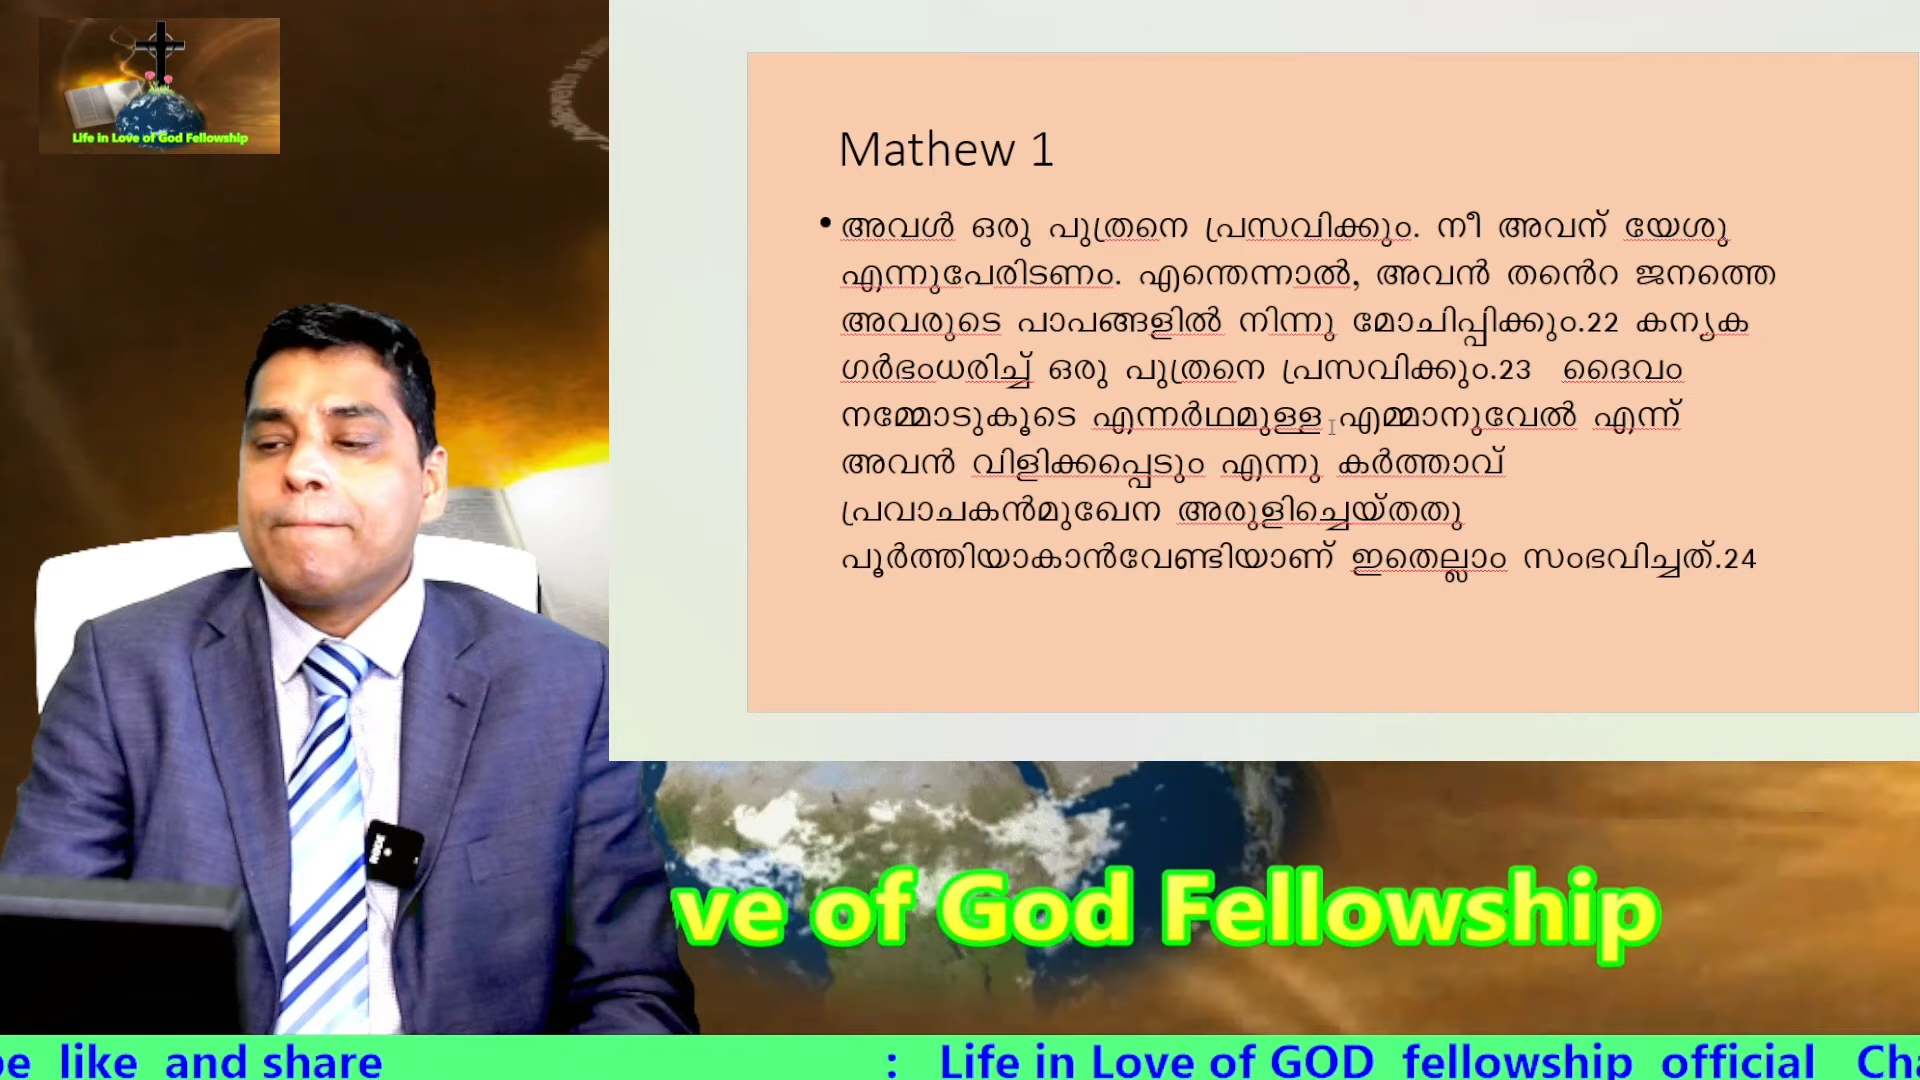 Life in Love of God Fellowship
Mathew 1
• അവൾ ഒരു പുത്രനെ പ്രസവിക്കും. നീ അവന് യേശു
എന്നുപേരിടണം. എന്തെന്നാൽ, അവൻ തൻെറ ജനത്തെ
അവരുടെ പാപങ്ങളിൽ നിന്നു മോചിപ്പിക്കും.22 കന്യക
ഗർഭംധരിച്ച് ഒരു പുത്രനെ പ്രസവിക്കും.23 ദൈവം
നമ്മോടുകൂടെ എന്നർഥമുള്ള എമ്മാനുവേൽ എന്ന്
അവൻ വിളിക്കപ്പെടും എന്നു കർത്താവ്
പ്രവാചകൻമുഖേന അരുളിച്ചെയ്തതു
പൂർത്തിയാകാൻവേണ്ടിയാണ് ഇതെല്ലാം സംഭവിച്ചത്.24
ve of God Fellowship
be like and share : Life in Love of GOD fellowship official Cha